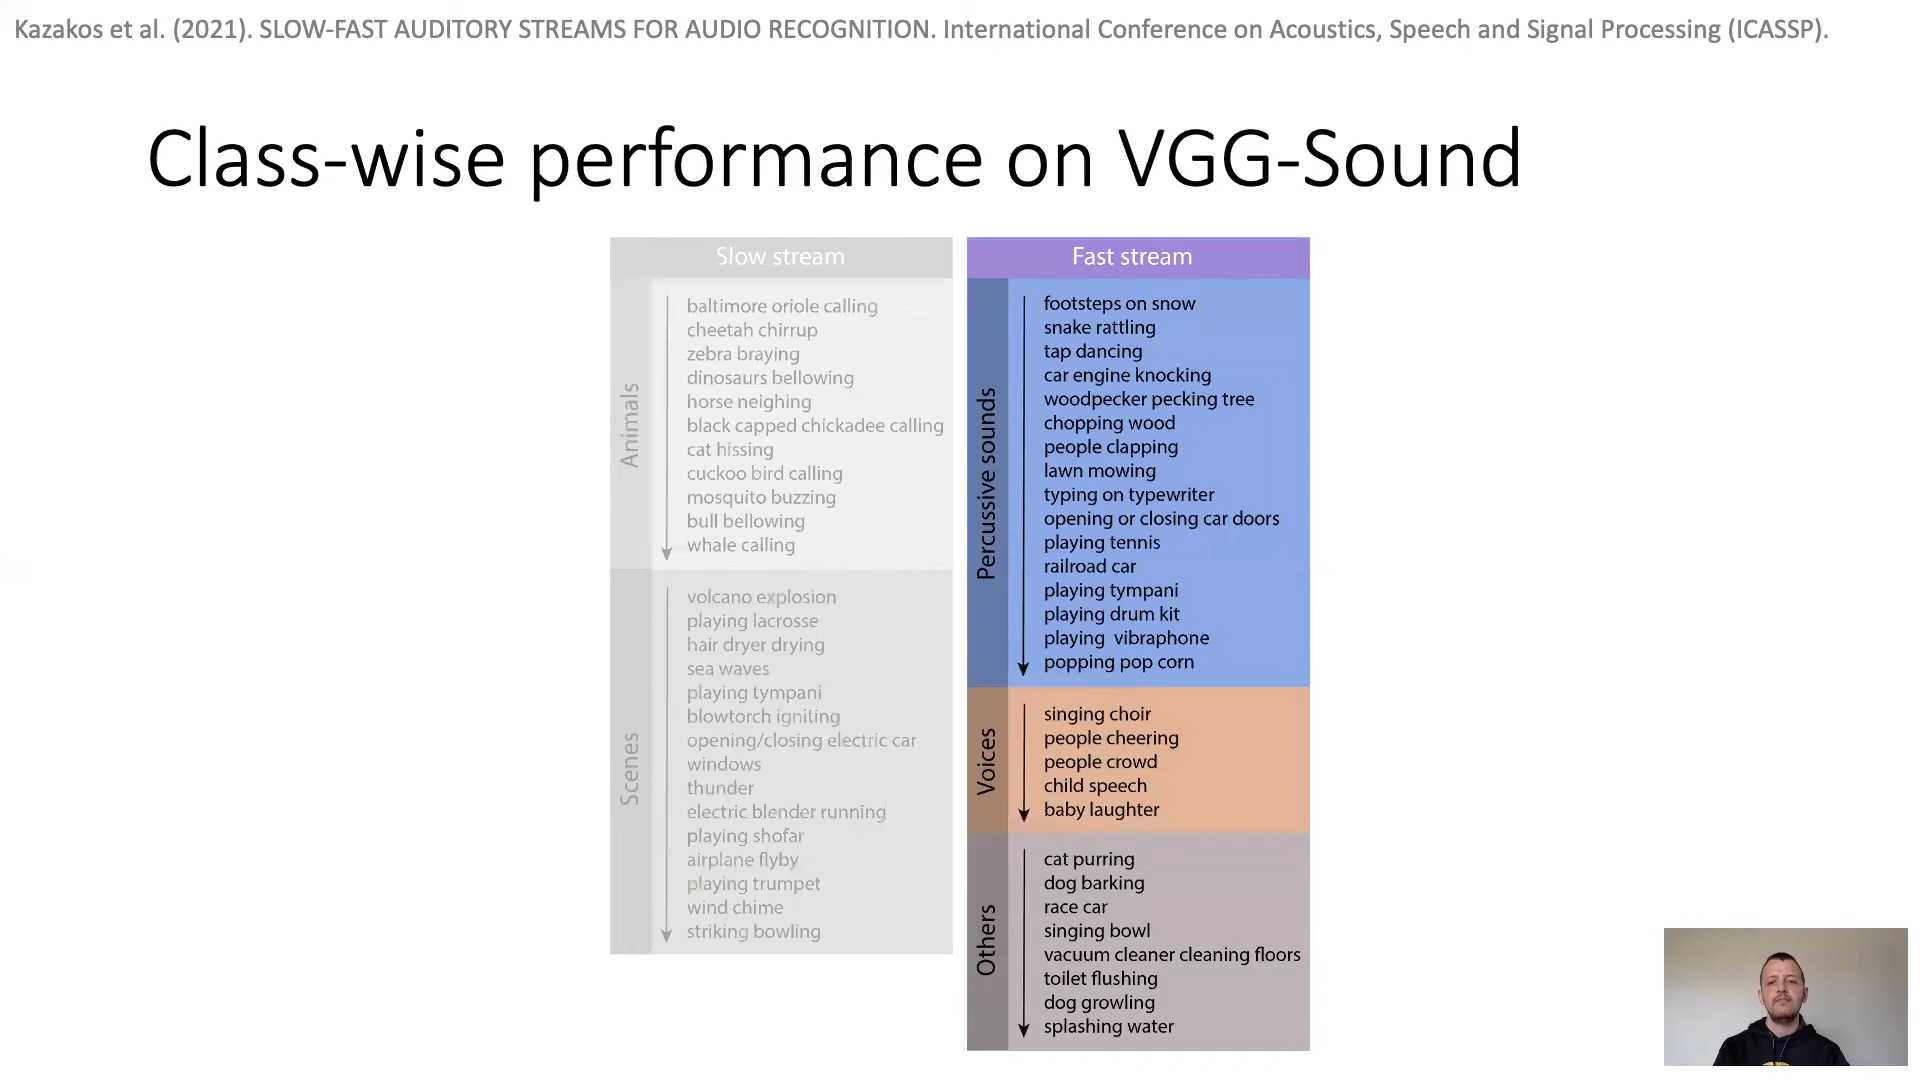 Kazakos et al. (2021). SLOW-FAST AUDITORY STREAMS FOR AUDIO RECOGNITION. International Conference on Acoustics, Speech and Signal Processing (ICASSP).
Class-wise performance on VGG-Sound
Slow stream
Animals
baltimore oriole calling
cheetah chirrup
zebra braying
dinosaurs bellowing
horse neighing
black capped chickadee calling
cat hissing
cuckoo bird calling
mosquito buzzing
bull bellowing
whale calling
Scenes
volcano explosion
playing lacrosse
hair dryer drying
sea waves
playing tympani
blowtorch igniting
opening/closing electric car
windows
thunder
electric blender running
playing shofar
airplane flyby
playing trumpet
wind chime
striking bowling
Fast stream
Percussive sounds
footsteps on snow
snake rattling
tap dancing
car engine knocking
woodpecker pecking tree
chopping wood
people clapping
lawn mowing
typing on typewriter
opening or closing car doors
playing tennis
railroad car
playing tympani
playing drum kit
playing vibraphone
popping pop corn
Voices
singing choir
people cheering
people crowd
child speech
baby laughter
Others
cat purring
dog barking
race car
singing bowl
vacuum cleaner cleaning floors
toilet flushing
dog growling
splashing water